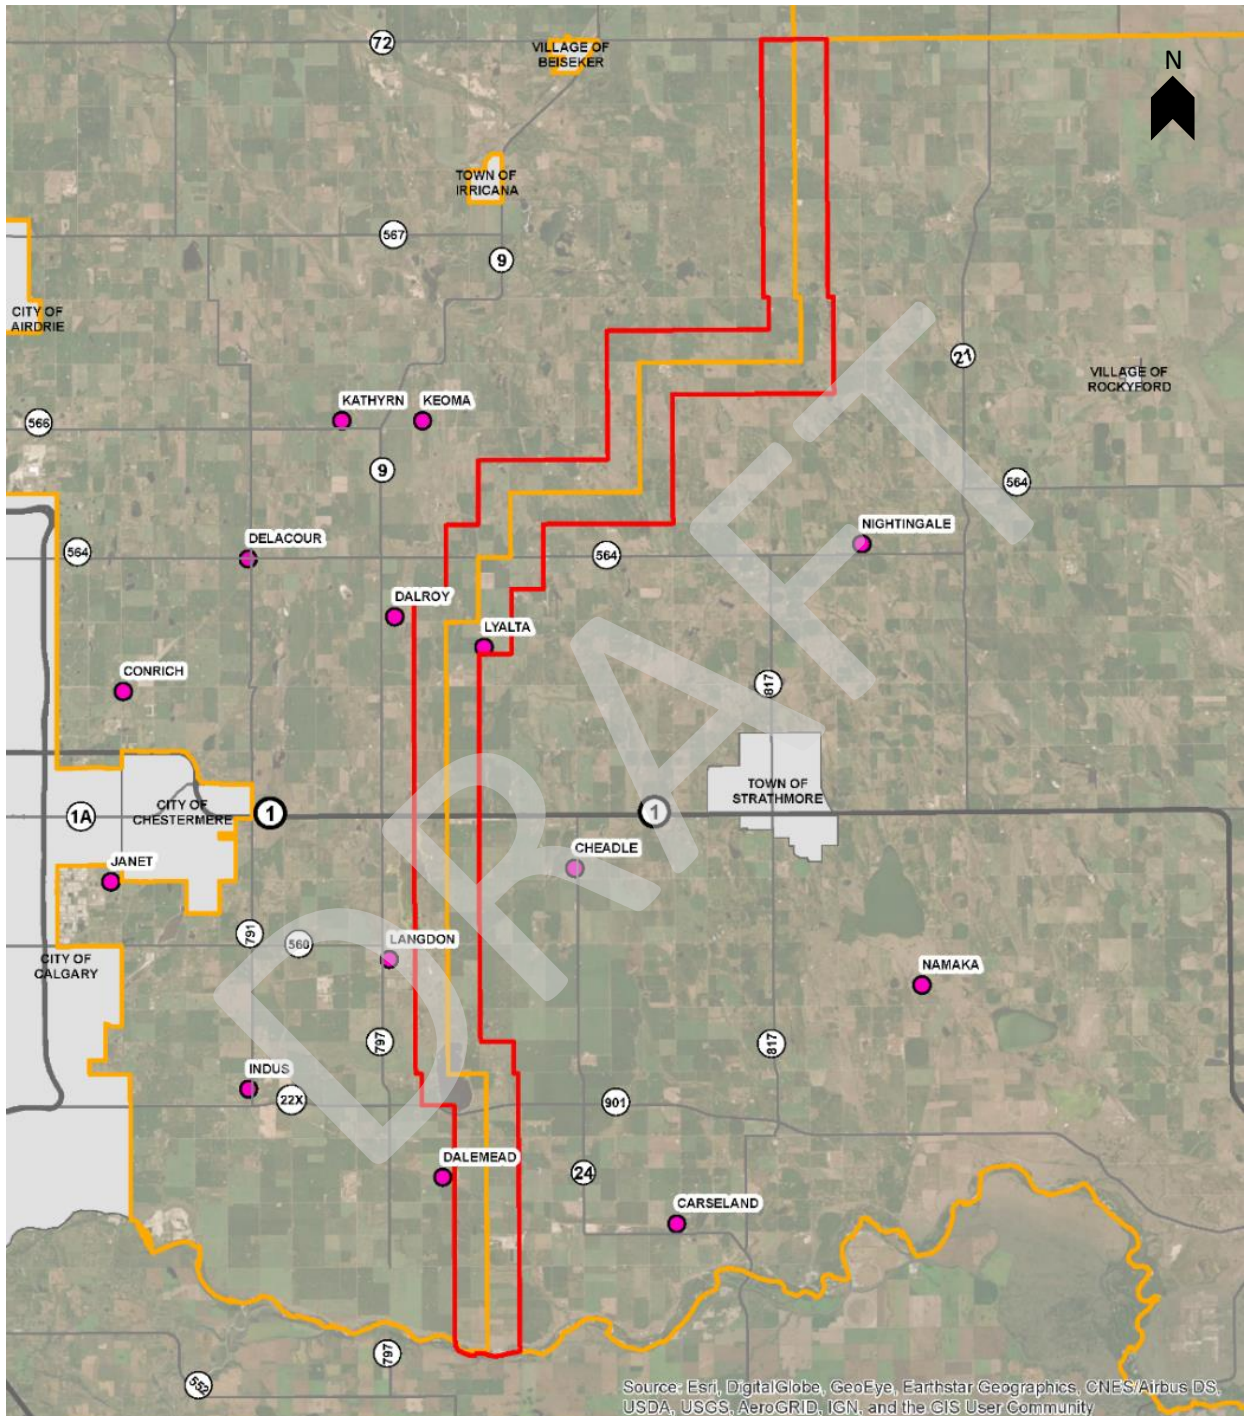 72
VILLAGE OF
BEISEKER
N
TOWN OF
IRRICANA
567
9
CITY OF
AIRDRIE
21
VILLAGE OF
ROCKYFORD
KATHYRN
KEOMA
566
9
564
NIGHTINGALE
DELACOUR
564
564
DALROY
LYALTA
CONRICH
817
TOWN OF
STRATHMORE
CITY OF
CHESTERMERE
1A
1
1
JANET
CHEADLE
791
560
LANGDON
CITY OF
CALGARY
NAMAKA
797
817
INDUS
22X
901
DALEMEAD
24
CARSELAND
797
552
DRAFT
Source: Esri, DigitalGlobe, GeoEye, Earthstar Geographics, CNES/Airbus DS,
USDA, USGS, AeroGRID, IGN, and the GIS User Community